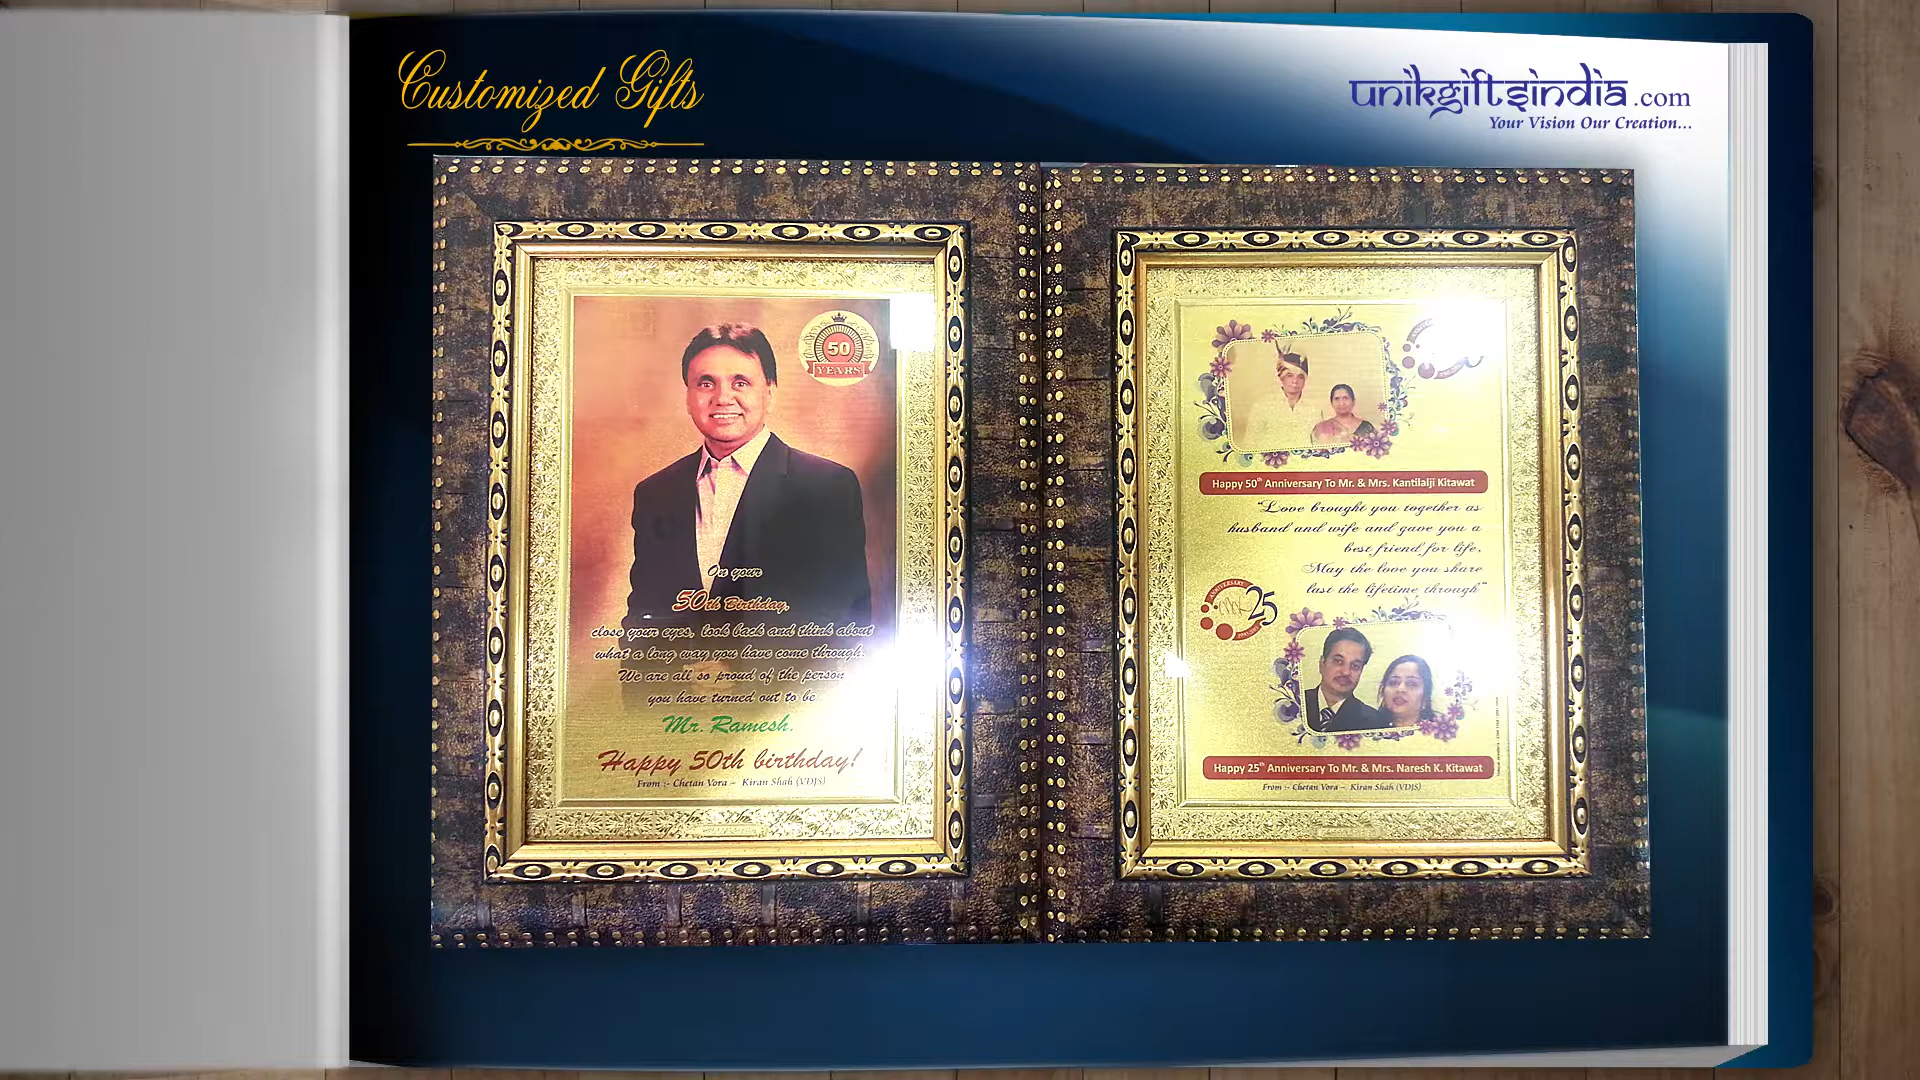 Customized Gifts
unikgiftsindia.com
Your Vision Our Creation...
50
YEARS
On your
50th Birthday,
close your eyes, look back and think about
what a long way you have come through.
We are all so proud of the person
you have turned out to be
Mr. Ramesh.
Happy 50th birthday!
From :- Chetan Vora – Kiran Shah (VDJS)
Happy 50th Anniversary To Mr. & Mrs. Kantilalji Kitawat
"Love brought you together as
husband and wife and gave you a
best friend for life.
May the love you share
last the lifetime through"
ANNIVERSARY
25
Happy 25th Anniversary To Mr. & Mrs. Naresh K. Kitawat
From :- Chetan Vora – Kiran Shah (VDJS)